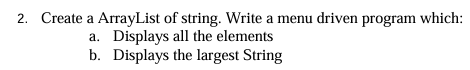 2. Create a ArrayList of string. Write a menu driven program which:
a. Displays all the elements
b. Displays the largest String